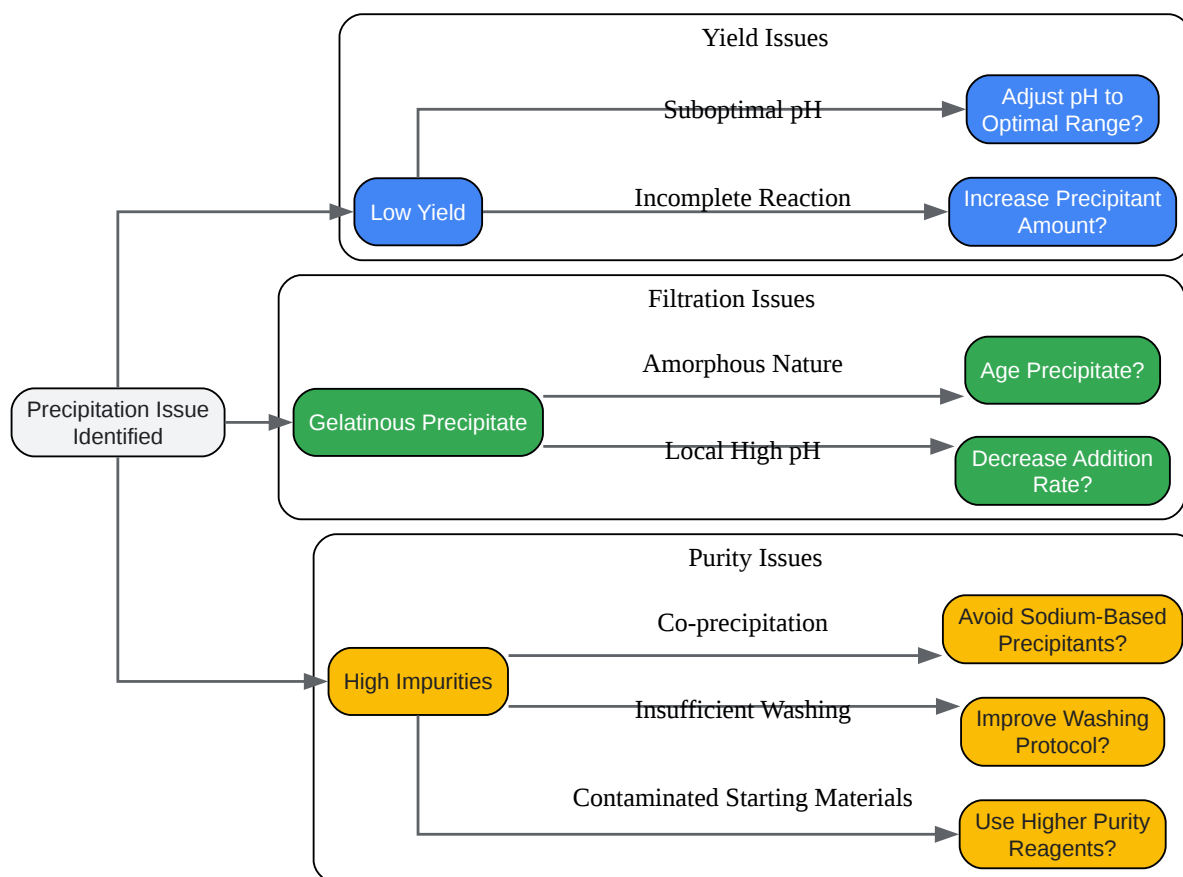 Yield Issues
Suboptimal pH
Adjust pH to
Optimal Range?
Low Yield
Incomplete Reaction
Increase Precipitant
Amount?
Filtration Issues
Amorphous Nature
Age Precipitate?
Precipitation Issue
Identified
Gelatinous Precipitate
Local High pH
Decrease Addition
Rate?
Purity Issues
Co-precipitation
Avoid Sodium-Based
Precipitants?
High Impurities
Insufficient Washing
Improve Washing
Protocol?
Contaminated Starting Materials
Use Higher Purity
Reagents?